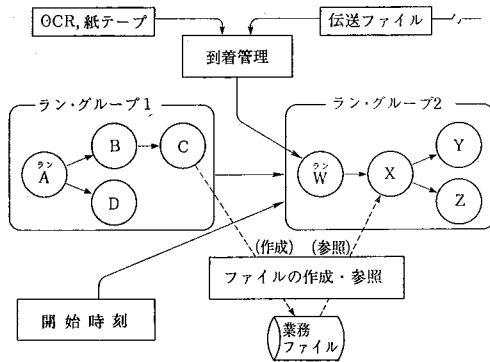 OCR,紙テープ
伝送ファイル
到着管理
ラン・グループ1
ラン・グループ2
ラン
A
B
C
D
ラン
W
X
Y
Z
(作成)
(参照)
ファイルの作成・参照
開始時刻
業務
ファイル